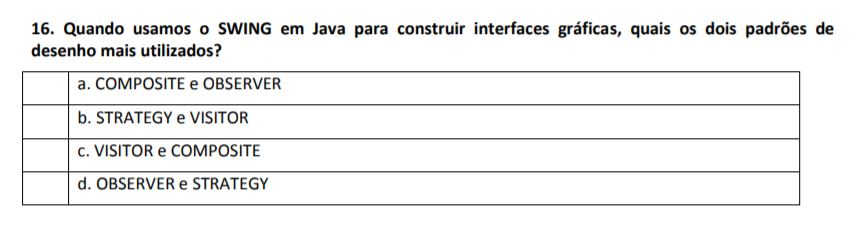 16. Quando usamos o SWING em Java para construir interfaces gráficas, quais os dois padrões de
desenho mais utilizados?
a. COMPOSITE e OBSERVER
b. STRATEGY e VISITOR
c. VISITOR e COMPOSITE
d. OBSERVER e STRATEGY